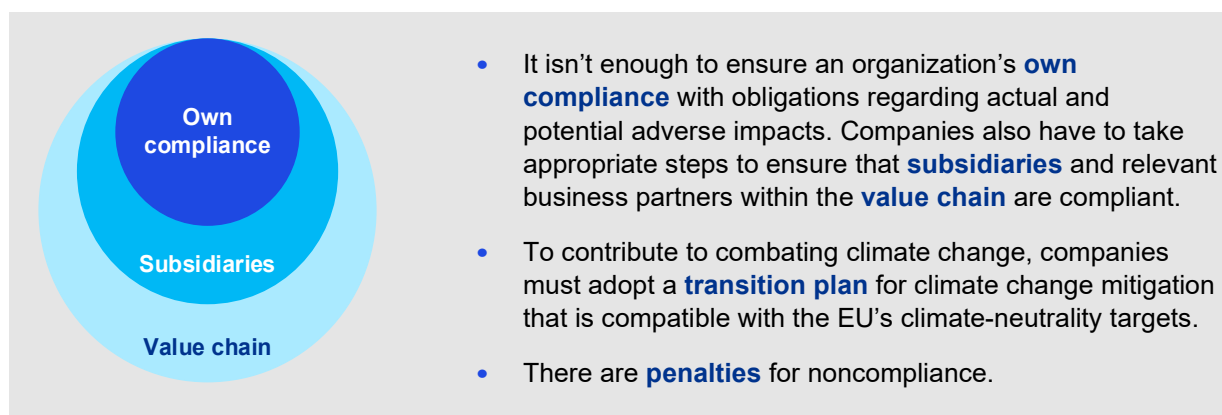 Own
compliance
Subsidiaries
Value chain
• It isn’t enough to ensure an organization’s own
compliance with obligations regarding actual and
potential adverse impacts. Companies also have to take
appropriate steps to ensure that subsidiaries and relevant
business partners within the value chain are compliant.
• To contribute to combating climate change, companies
must adopt a transition plan for climate change mitigation
that is compatible with the EU’s climate-neutrality targets.
• There are penalties for noncompliance.